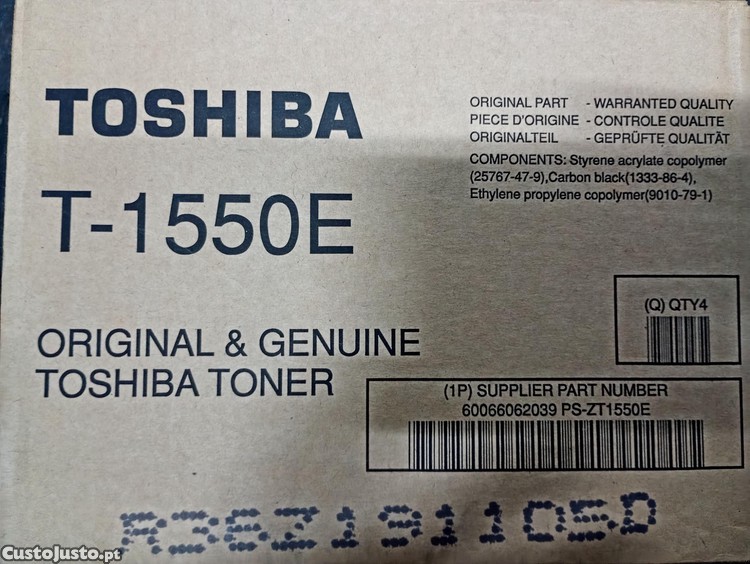 TOSHIBA
T-1550E
ORIGINAL & GENUINE
TOSHIBA TONER
ORIGINAL PART - WARRANTED QUALITY
PIECE D'ORIGINE - CONTROLE QUALITE
ORIGINALTEIL - GEPRÜFTE QUALITÄT
COMPONENTS: Styrene acrylate copolymer
(25767-47-9),Carbon black(1333-86-4),
Ethylene propylene copolymer(9010-79-1)
(Q) QTY4
(1P) SUPPLIER PART NUMBER
60066062039 PS-ZT1550E
CustoJusto.pt